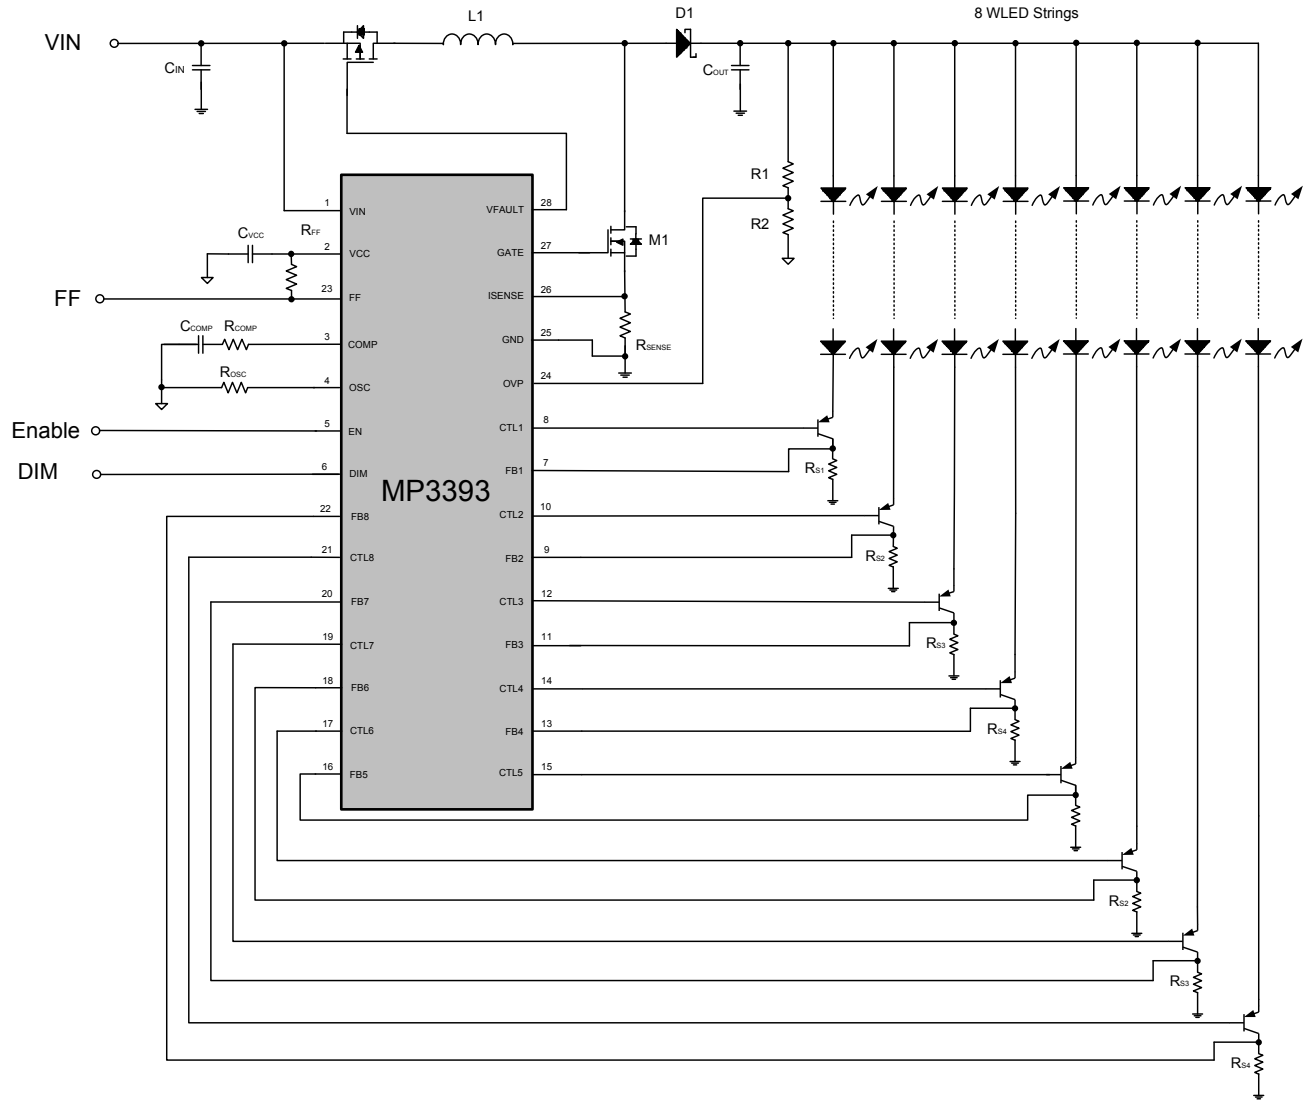 L1
D1
8 WLED Strings
VIN
CIN
COUT
R1
R2
M1
1
VIN
VFAULT
28
CVCC
RFF
2
VCC
GATE
27
FF
23
FF
ISENSE
26
CCOMP
RCOMP
3
COMP
GND
25
RSENSE
ROSC
4
OSC
OVP
24
Enable
5
EN
CTL1
8
DIM
6
DIM
FB1
7
RS1
MP3393
22
FB8
CTL2
10
21
CTL8
FB2
9
RS2
20
FB7
CTL3
12
19
CTL7
FB3
11
RS3
18
FB6
CTL4
14
17
CTL6
FB4
13
RS4
16
FB5
CTL5
15
RS2
RS3
RS4